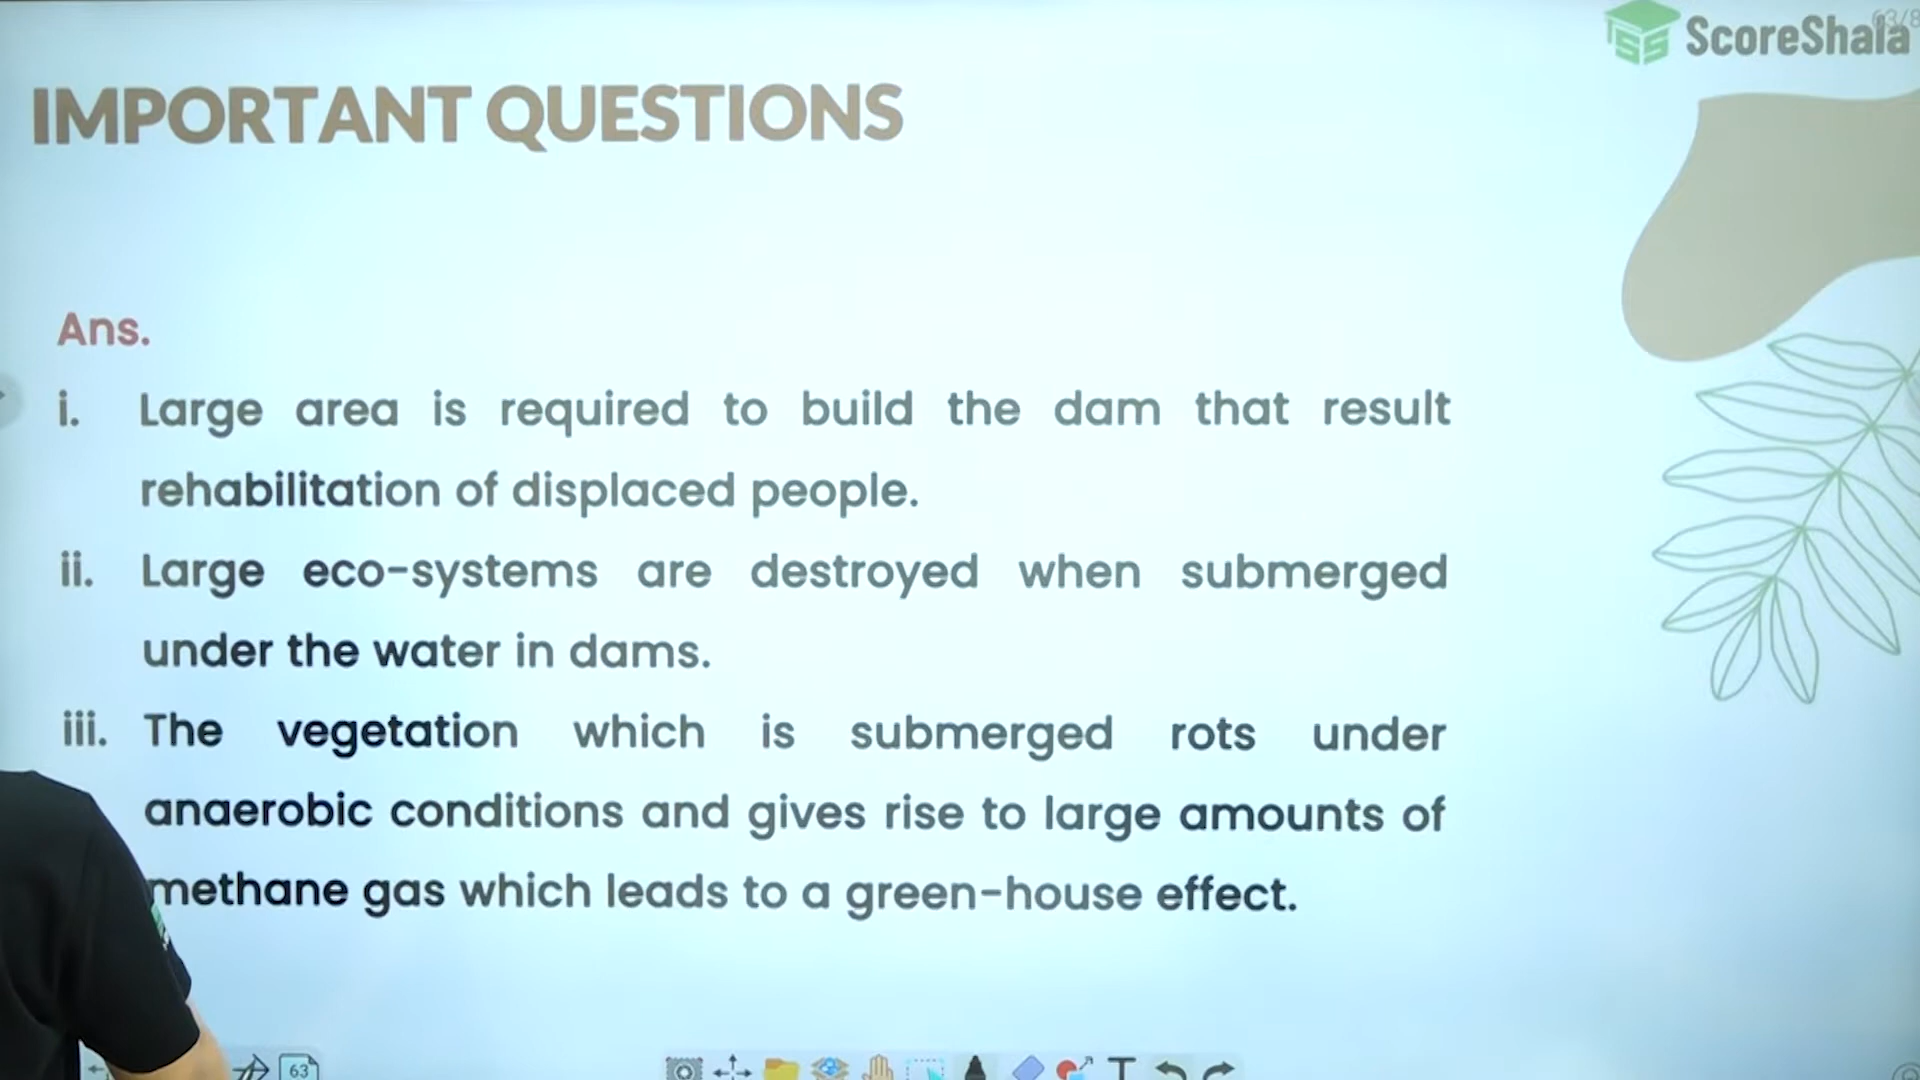 ScoreShala
63/8
IMPORTANT QUESTIONS
Ans.
i. Large area is required to build the dam that result
rehabilitation of displaced people.
ii. Large eco-systems are destroyed when submerged
under the water in dams.
iii. The vegetation which is submerged rots under
anaerobic conditions and gives rise to large amounts of
methane gas which leads to a green-house effect.
63